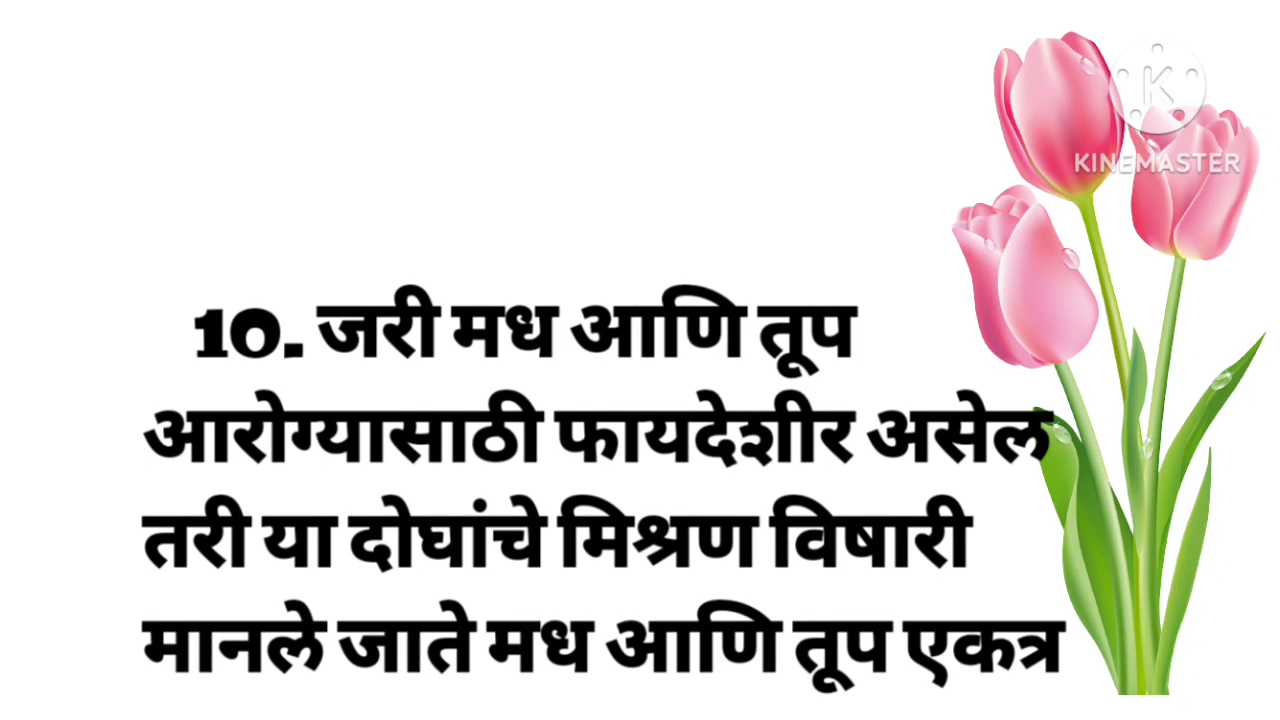 KINEMASTER
10. जरी मध आणि तूप
आरोग्यासाठी फायदेशीर असेल
तरी या दोघांचे मिश्रण विषारी
मानले जाते मध आणि तूप एकत्र